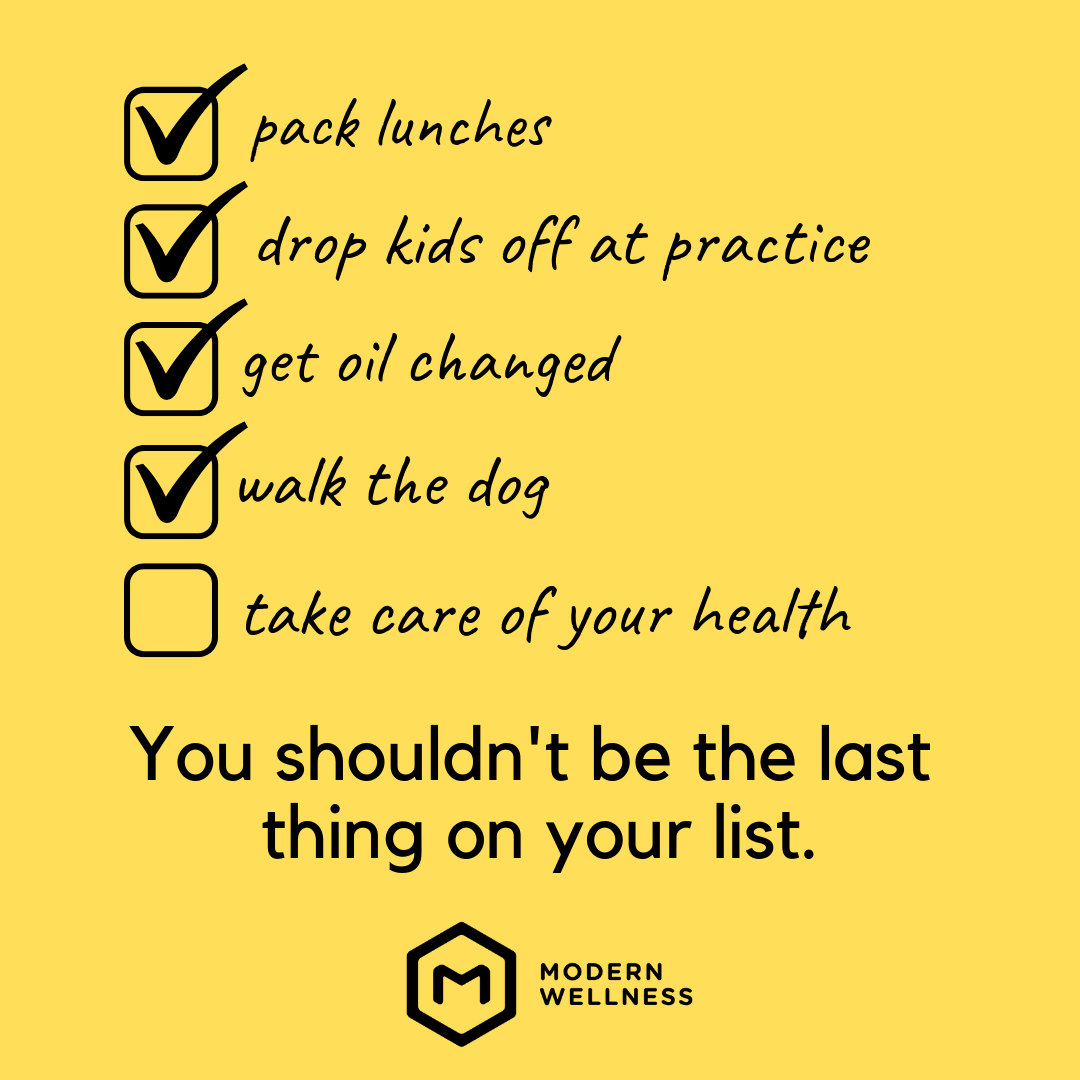 pack lunches
drop kids off at practice
get oil changed
walk the dog
take care of your health
You shouldn't be the last
thing on your list.
M
MODERN
WELLNESS